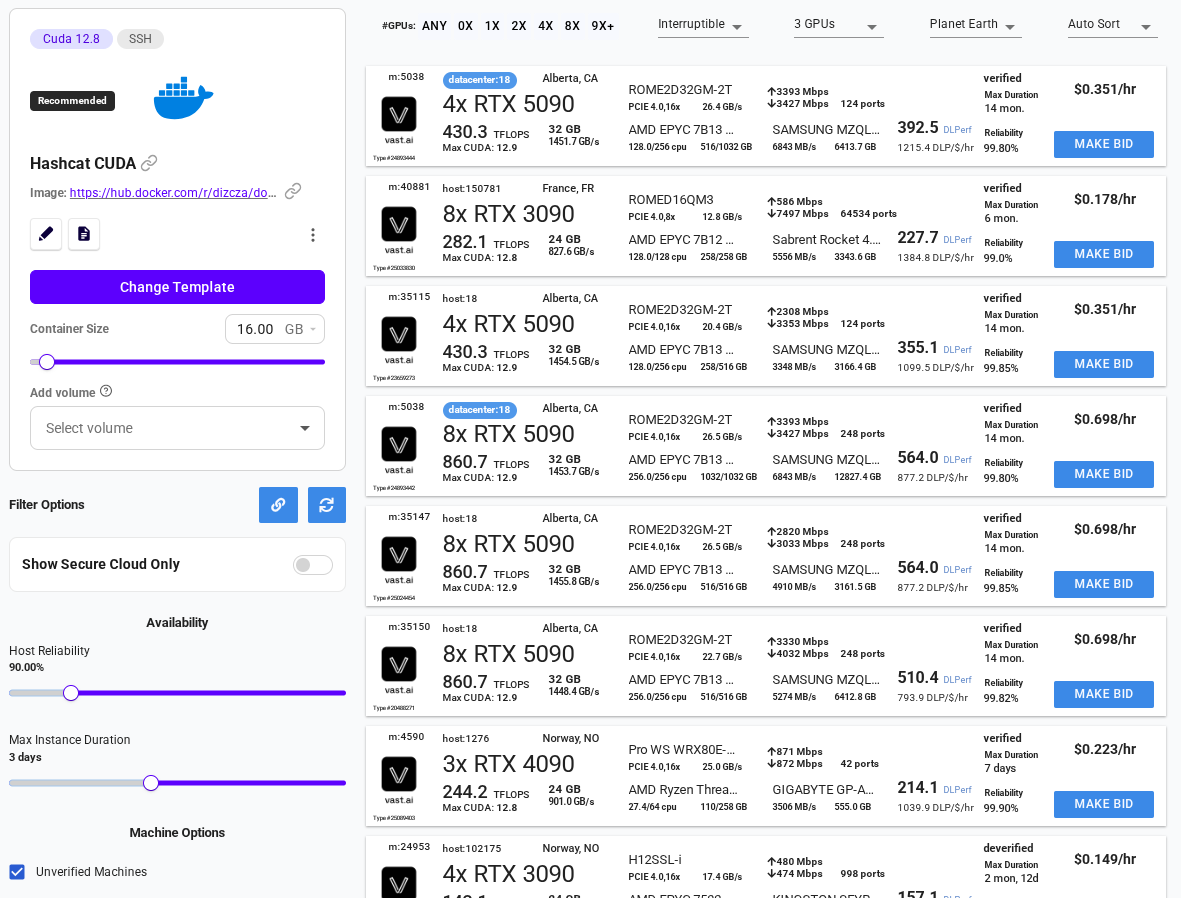 Cuda 12.8 SSH
Recommended
Hashcat CUDA
Image: https://hub.docker.com/r/dizcza/do...
Change Template
Container Size 16.00 GB
Add volume
Select volume
Filter Options
Show Secure Cloud Only
Availability
Host Reliability
90.00%
Max Instance Duration
3 days
Machine Options
Unverified Machines
#GPUs: ANY 0X 1X 2X 4X 8X 9X+ Interruptible 3 GPUs Planet Earth Auto Sort
m:5038 datacenter:18 Alberta, CA
4x RTX 5090
430.3 TFLOPS 32 GB
Max CUDA: 12.9 1451.7 GB/s
vast.ai
Type #24893444
ROME2D32GM-2T
PCIE 4.0,16x 26.4 GB/s
AMD EPYC 7B13 ...
128.0/256 cpu 516/1032 GB
↑3393 Mbps
↓3427 Mbps 124 ports
SAMSUNG MZQL...
6843 MB/s 6413.7 GB
392.5 DLPerf
1215.4 DLP/$/hr
verified
Max Duration
14 mon.
Reliability
99.80%
$0.351/hr
MAKE BID
m:40881 host:150781 France, FR
8x RTX 3090
282.1 TFLOPS 24 GB
Max CUDA: 12.8 827.6 GB/s
vast.ai
Type #25033830
ROMED16QM3
PCIE 4.0,8x 12.8 GB/s
AMD EPYC 7B12 ...
128.0/128 cpu 258/258 GB
↑586 Mbps
↓7497 Mbps 64534 ports
Sabrent Rocket 4....
5556 MB/s 3343.6 GB
227.7 DLPerf
1384.8 DLP/$/hr
verified
Max Duration
6 mon.
Reliability
99.0%
$0.178/hr
MAKE BID
m:35115 host:18 Alberta, CA
4x RTX 5090
430.3 TFLOPS 32 GB
Max CUDA: 12.9 1454.5 GB/s
vast.ai
Type #23659273
ROME2D32GM-2T
PCIE 4.0,16x 20.4 GB/s
AMD EPYC 7B13 ...
128.0/256 cpu 258/516 GB
↑2308 Mbps
↓3353 Mbps 124 ports
SAMSUNG MZQL...
3348 MB/s 3166.4 GB
355.1 DLPerf
1099.5 DLP/$/hr
verified
Max Duration
14 mon.
Reliability
99.85%
$0.351/hr
MAKE BID
m:5038 datacenter:18 Alberta, CA
8x RTX 5090
860.7 TFLOPS 32 GB
Max CUDA: 12.9 1453.7 GB/s
vast.ai
Type #24893442
ROME2D32GM-2T
PCIE 4.0,16x 26.5 GB/s
AMD EPYC 7B13 ...
256.0/256 cpu 1032/1032 GB
↑3393 Mbps
↓3427 Mbps 248 ports
SAMSUNG MZQL...
6843 MB/s 12827.4 GB
564.0 DLPerf
877.2 DLP/$/hr
verified
Max Duration
14 mon.
Reliability
99.80%
$0.698/hr
MAKE BID
m:35147 host:18 Alberta, CA
8x RTX 5090
860.7 TFLOPS 32 GB
Max CUDA: 12.9 1455.8 GB/s
vast.ai
Type #25024454
ROME2D32GM-2T
PCIE 4.0,16x 26.5 GB/s
AMD EPYC 7B13 ...
256.0/256 cpu 516/516 GB
↑2820 Mbps
↓3033 Mbps 248 ports
SAMSUNG MZQL...
4910 MB/s 3161.5 GB
564.0 DLPerf
877.2 DLP/$/hr
verified
Max Duration
14 mon.
Reliability
99.85%
$0.698/hr
MAKE BID
m:35150 host:18 Alberta, CA
8x RTX 5090
860.7 TFLOPS 32 GB
Max CUDA: 12.9 1448.4 GB/s
vast.ai
Type #20488271
ROME2D32GM-2T
PCIE 4.0,16x 22.7 GB/s
AMD EPYC 7B13 ...
256.0/256 cpu 516/516 GB
↑3330 Mbps
↓4032 Mbps 248 ports
SAMSUNG MZQL...
5274 MB/s 6412.8 GB
510.4 DLPerf
793.9 DLP/$/hr
verified
Max Duration
14 mon.
Reliability
99.82%
$0.698/hr
MAKE BID
m:4590 host:1276 Norway, NO
3x RTX 4090
244.2 TFLOPS 24 GB
Max CUDA: 12.8 901.0 GB/s
vast.ai
Type #25089403
Pro WS WRX80E-...
PCIE 4.0,16x 25.0 GB/s
AMD Ryzen Threa...
27.4/64 cpu 110/258 GB
↑871 Mbps
↓872 Mbps 42 ports
GIGABYTE GP-A...
3506 MB/s 555.0 GB
214.1 DLPerf
1039.9 DLP/$/hr
verified
Max Duration
7 days
Reliability
99.90%
$0.223/hr
MAKE BID
m:24953 host:102175 Norway, NO
4x RTX 3090
H12SSL-i
PCIE 4.0,16x 17.4 GB/s
↑480 Mbps
↓474 Mbps 998 ports
157.1
deverified
Max Duration
2 mon, 12d
$0.149/hr